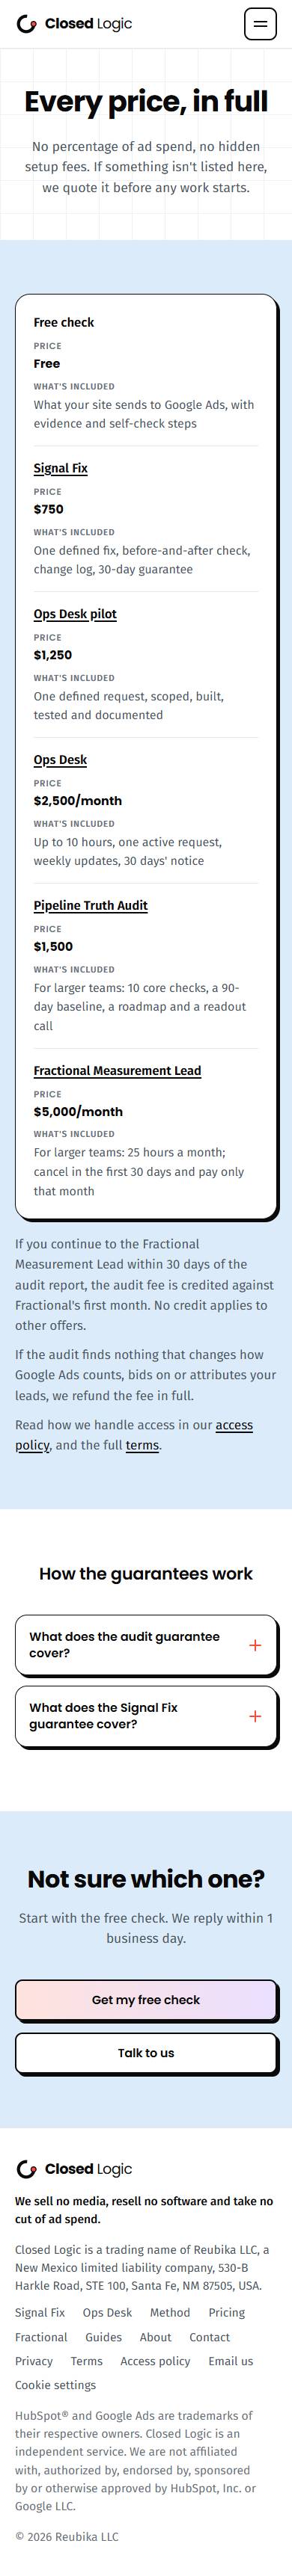 Closed Logic
Every price, in full
No percentage of ad spend, no hidden
setup fees. If something isn't listed here,
we quote it before any work starts.
Free check
PRICE
Free
WHAT'S INCLUDED
What your site sends to Google Ads, with
evidence and self-check steps
Signal Fix
PRICE
$750
WHAT'S INCLUDED
One defined fix, before-and-after check,
change log, 30-day guarantee
Ops Desk pilot
PRICE
$1,250
WHAT'S INCLUDED
One defined request, scoped, built,
tested and documented
Ops Desk
PRICE
$2,500/month
WHAT'S INCLUDED
Up to 10 hours, one active request,
weekly updates, 30 days' notice
Pipeline Truth Audit
PRICE
$1,500
WHAT'S INCLUDED
For larger teams: 10 core checks, a 90-
day baseline, a roadmap and a readout
call
Fractional Measurement Lead
PRICE
$5,000/month
WHAT'S INCLUDED
For larger teams: 25 hours a month;
cancel in the first 30 days and pay only
that month
If you continue to the Fractional
Measurement Lead within 30 days of the
audit report, the audit fee is credited against
Fractional's first month. No credit applies to
other offers.
If the audit finds nothing that changes how
Google Ads counts, bids on or attributes your
leads, we refund the fee in full.
Read how we handle access in our access
policy, and the full terms.
How the guarantees work
What does the audit guarantee
cover?
What does the Signal Fix
guarantee cover?
Not sure which one?
Start with the free check. We reply within 1
business day.
Get my free check
Talk to us
Closed Logic
We sell no media, resell no software and take no
cut of ad spend.
Closed Logic is a trading name of Reubika LLC, a
New Mexico limited liability company, 530-B
Harkle Road, STE 100, Santa Fe, NM 87505, USA.
Signal Fix Ops Desk Method Pricing
Fractional Guides About Contact
Privacy Terms Access policy Email us
Cookie settings
HubSpot® and Google Ads are trademarks of
their respective owners. Closed Logic is an
independent service. We are not affiliated
with, authorized by, endorsed by, sponsored
by or otherwise approved by HubSpot, Inc. or
Google LLC.
© 2026 Reubika LLC